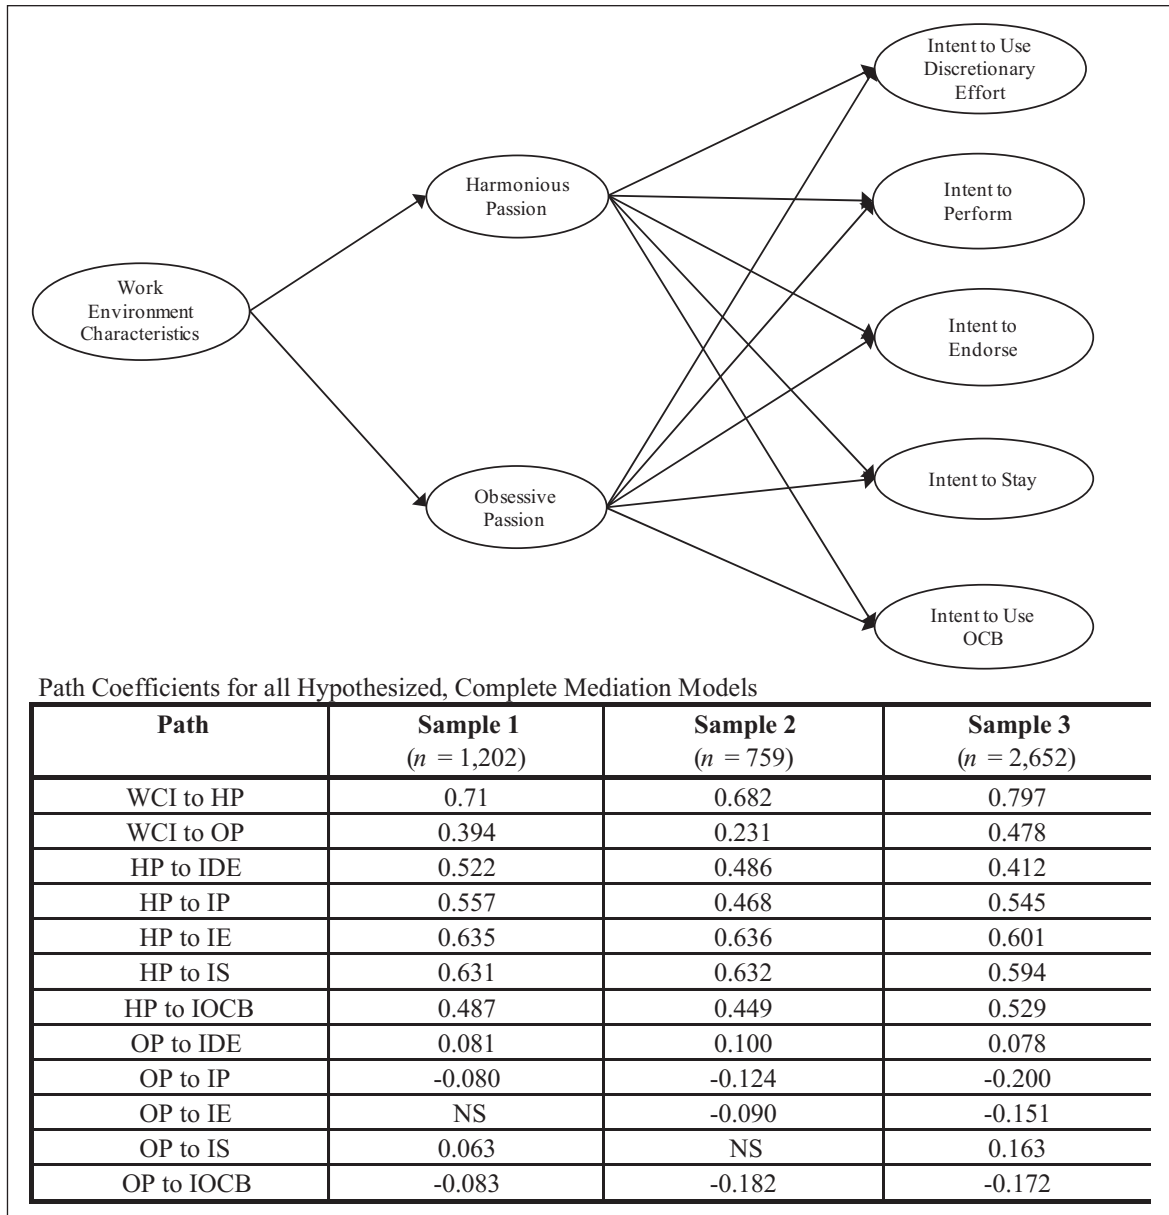 Intent to Use
Discretionary
Effort
Harmonious
Passion
Intent to
Perform
Work
Environment
Characteristics
Intent to
Endorse
Obsessive
Passion
Intent to Stay
Intent to Use
OCB
Path Coefficients for all Hypothesized, Complete Mediation Models
Path Sample 1 Sample 2 Sample 3
(n = 1,202) (n = 759) (n = 2,652)
WCI to HP 0.71 0.682 0.797
WCI to OP 0.394 0.231 0.478
HP to IDE 0.522 0.486 0.412
HP to IP 0.557 0.468 0.545
HP to IE 0.635 0.636 0.601
HP to IS 0.631 0.632 0.594
HP to IOCB 0.487 0.449 0.529
OP to IDE 0.081 0.100 0.078
OP to IP -0.080 -0.124 -0.200
OP to IE NS -0.090 -0.151
OP to IS 0.063 NS 0.163
OP to IOCB -0.083 -0.182 -0.172